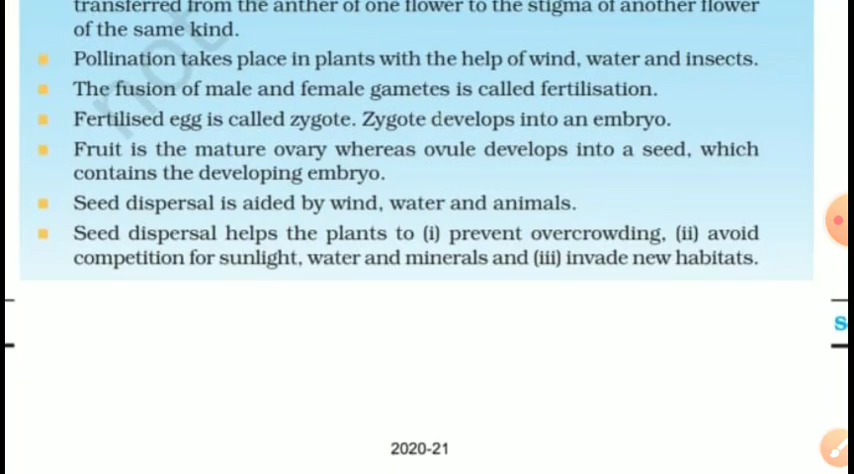 transferred from the anther of one flower to the stigma of another flower
of the same kind.
Pollination takes place in plants with the help of wind, water and insects.
The fusion of male and female gametes is called fertilisation.
Fertilised egg is called zygote. Zygote develops into an embryo.
Fruit is the mature ovary whereas ovule develops into a seed, which
contains the developing embryo.
Seed dispersal is aided by wind, water and animals.
Seed dispersal helps the plants to (i) prevent overcrowding, (ii) avoid
competition for sunlight, water and minerals and (iii) invade new habitats.
S
2020-21
not